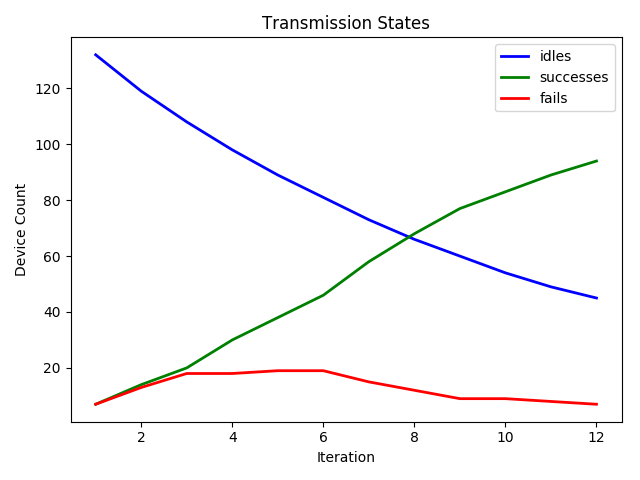 Transmission States
idles
successes
fails
120
100
80
60
40
20
Device Count
2 4 6 8 10 12
Iteration